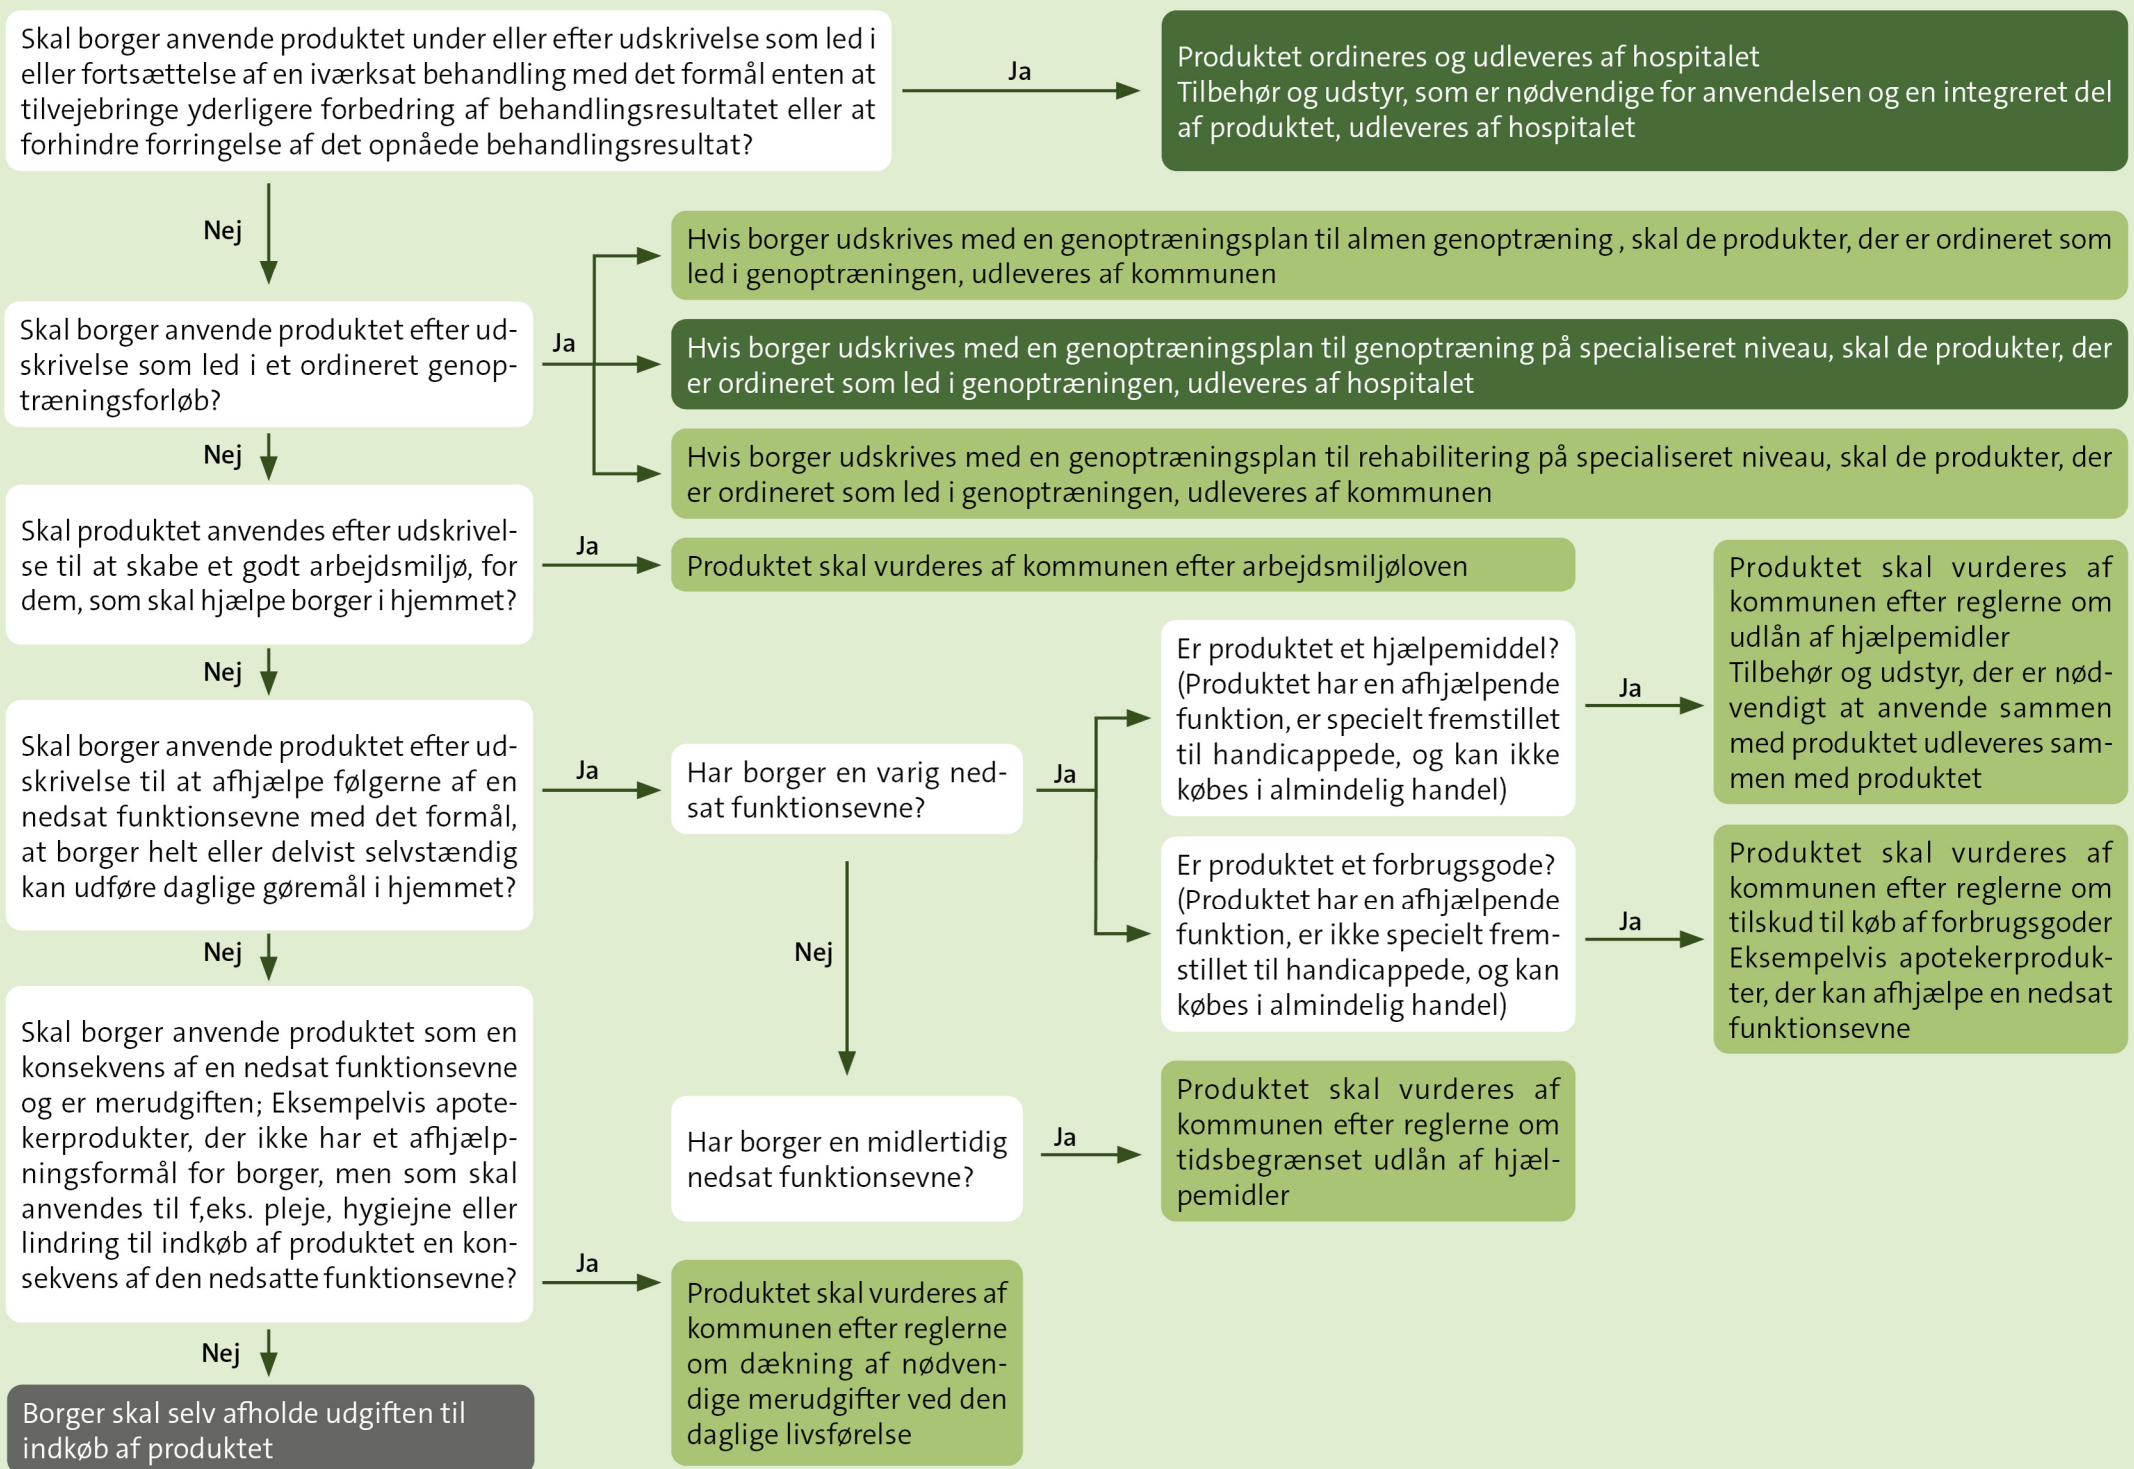 Skal borger anvende produktet under eller efter udskrivelse som led i
eller fortsættelse af en iværksat behandling med det formål enten at
tilvejebringe yderligere forbedring af behandlingsresultatet eller at
forhindre forringelse af det opnåede behandlingsresultat?
Ja
Produktet ordineres og udleveres af hospitalet
Tilbehør og udstyr, som er nødvendige for anvendelsen og en integreret del
af produktet, udleveres af hospitalet
Nej
Skal borger anvende produktet efter ud-
skrivelse som led i et ordineret genop-
træningsforløb?
Ja
Hvis borger udskrives med en genoptræningsplan til almen genoptræning , skal de produkter, der er ordineret som
led i genoptræningen, udleveres af kommunen
Hvis borger udskrives med en genoptræningsplan til genoptræning på specialiseret niveau, skal de produkter, der
er ordineret som led i genoptræningen, udleveres af hospitalet
Hvis borger udskrives med en genoptræningsplan til rehabilitering på specialiseret niveau, skal de produkter, der
er ordineret som led i genoptræningen, udleveres af kommunen
Nej
Skal produktet anvendes efter udskrivel-
se til at skabe et godt arbejdsmiljø, for
dem, som skal hjælpe borger i hjemmet?
Ja
Produktet skal vurderes af kommunen efter arbejdsmiljøloven
Nej
Skal borger anvende produktet efter ud-
skrivelse til at afhjælpe følgerne af en
nedsat funktionsevne med det formål,
at borger helt eller delvist selvstændig
kan udføre daglige gøremål i hjemmet?
Ja
Har borger en varig ned-
sat funktionsevne?
Ja
Er produktet et hjælpemiddel?
(Produktet har en afhjælpende
funktion, er specielt fremstillet
til handicappede, og kan ikke
købes i almindelig handel)
Ja
Produktet skal vurderes af
kommunen efter reglerne om
udlån af hjælpemidler
Tilbehør og udstyr, der er nød-
vendigt at anvende sammen
med produktet udleveres sam-
men med produktet
Er produktet et forbrugsgode?
(Produktet har en afhjælpende
funktion, er ikke specielt frem-
stillet til handicappede, og kan
købes i almindelig handel)
Ja
Produktet skal vurderes af
kommunen efter reglerne om
tilskud til køb af forbrugsgoder
Eksempelvis apotekerproduk-
ter, der kan afhjælpe en nedsat
funktionsevne
Nej
Har borger en midlertidig
nedsat funktionsevne?
Ja
Produktet skal vurderes af
kommunen efter reglerne om
tidsbegrænset udlån af hjæl-
pemidler
Nej
Skal borger anvende produktet som en
konsekvens af en nedsat funktionsevne
og er merudgiften; Eksempelvis apote-
kerprodukter, der ikke har et afhjælp-
ningsformål for borger, men som skal
anvendes til f,eks. pleje, hygiejne eller
lindring til indkøb af produktet en kon-
sekvens af den nedsatte funktionsevne?
Ja
Produktet skal vurderes af
kommunen efter reglerne
om dækning af nødven-
dige merudgifter ved den
daglige livsførelse
Nej
Borger skal selv afholde udgiften til
indkøb af produktet